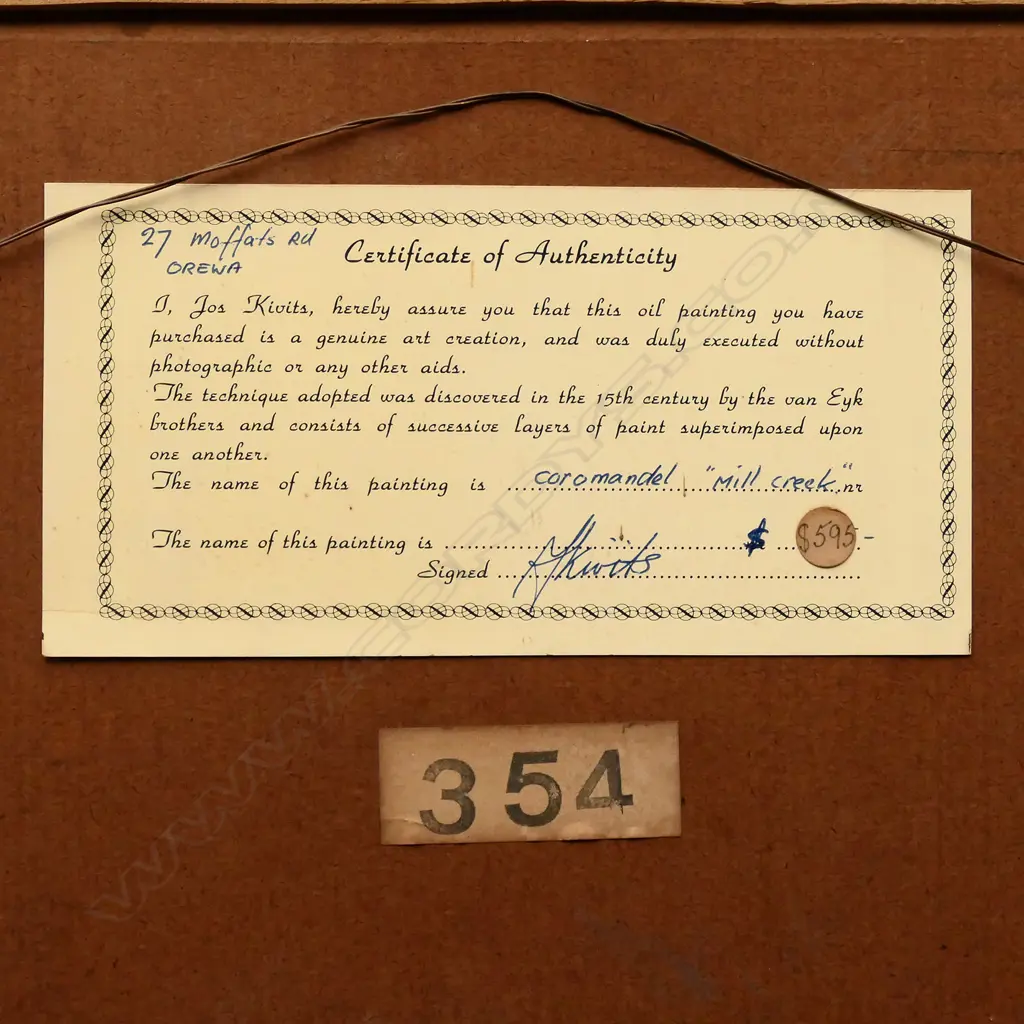 27 Moffats Rd
OREWA
Certificate of Authenticity
I, Jos Kivits, hereby assure you that this oil painting you have
purchased is a genuine art creation, and was duly executed without
photographic or any other aids.
The technique adopted was discovered in the 15th century by the van Eyk
brothers and consists of successive layers of paint superimposed upon
one another.
The name of this painting is coromandel "Mill creek" nr
The name of this painting is ........ $ ... $595-
Signed JKivits
354